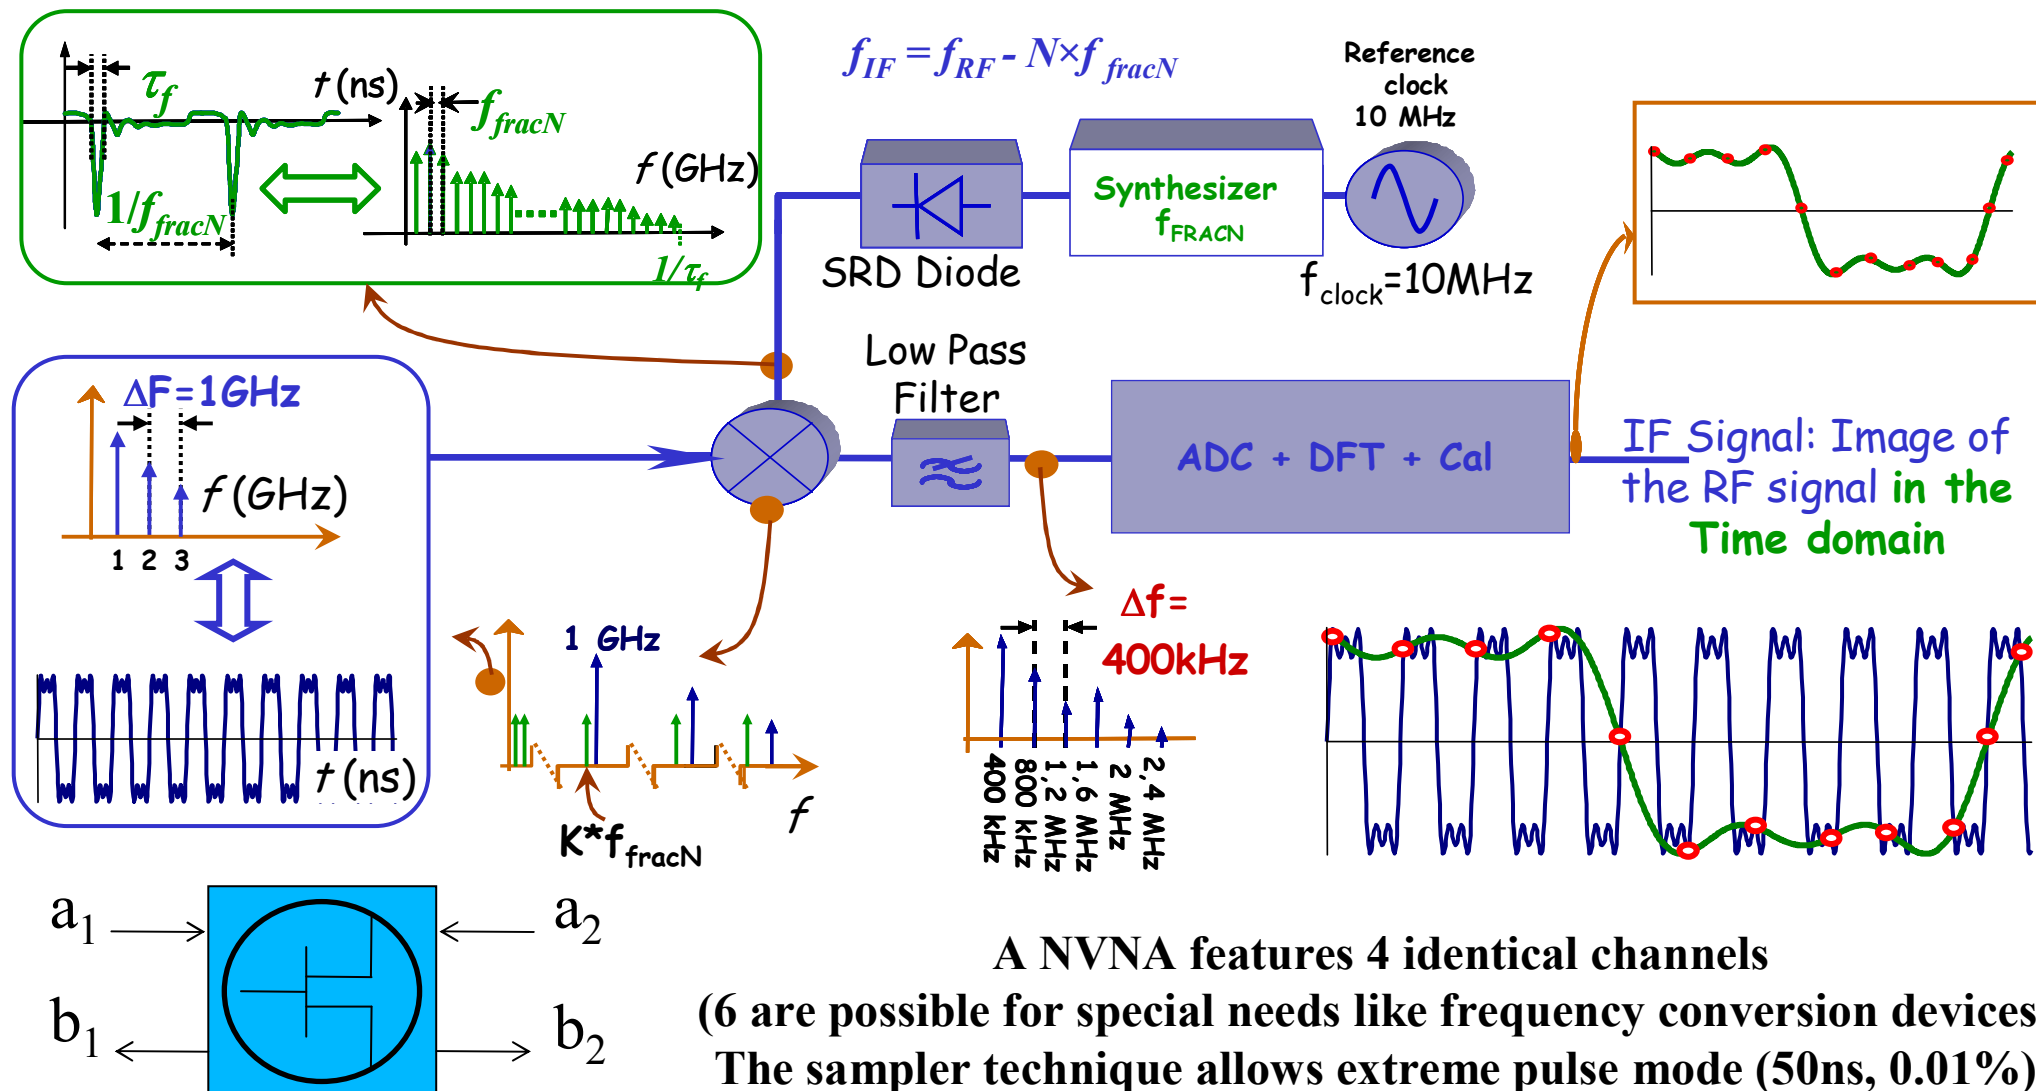 τf
t (ns)
1/ffracN
ffracN
f (GHz)
1/τf
fIF = fRF - N×f fracN
Reference
clock
10 MHz
Synthesizer
fFRACN
SRD Diode
fclock=10MHz
Low Pass
Filter
ADC + DFT + Cal
IF Signal: Image of
the RF signal in the
Time domain
ΔF=1GHz
f (GHz)
1 2 3
t (ns)
1 GHz
f
K*ffracN
Δf=
400kHz
400 kHz
800 kHz
1,2 MHz
1,6 MHz
2 MHz
2,4 MHz
a1
a2
b1
b2
A NVNA features 4 identical channels
(6 are possible for special needs like frequency conversion devices
The sampler technique allows extreme pulse mode (50ns, 0.01%)